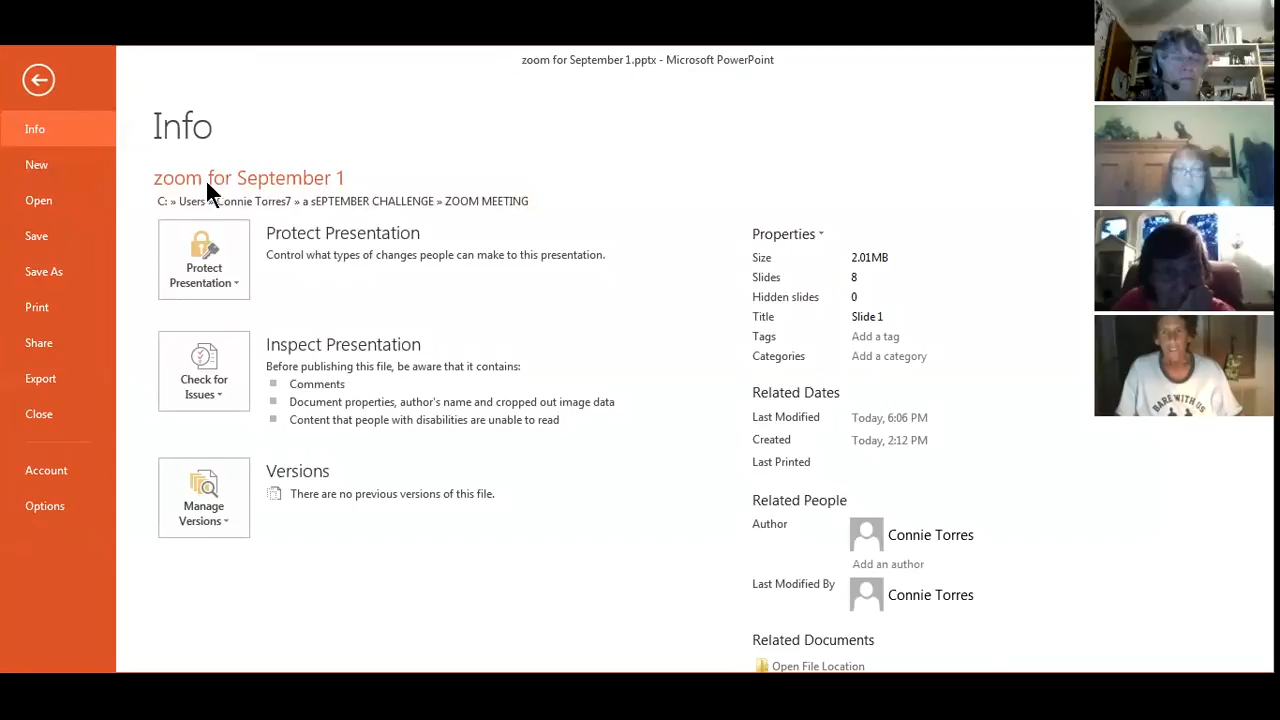 zoom for September 1.pptx - Microsoft PowerPoint
Info
New
Open
Save
Save As
Print
Share
Export
Close
Account
Options
Info
zoom for September 1
C: » Users » Connie Torres7 » a sEPTEMBER CHALLENGE » ZOOM MEETING
Protect Presentation
Protect Presentation
Control what types of changes people can make to this presentation.
Check for Issues
Inspect Presentation
Before publishing this file, be aware that it contains:
Comments
Document properties, author's name and cropped out image data
Content that people with disabilities are unable to read
Manage Versions
Versions
There are no previous versions of this file.
Properties
Size 2.01MB
Slides 8
Hidden slides 0
Title Slide 1
Tags Add a tag
Categories Add a category
Related Dates
Last Modified Today, 6:06 PM
Created Today, 2:12 PM
Last Printed
Related People
Author Connie Torres
Add an author
Last Modified By Connie Torres
Related Documents
Open File Location
BARE WITH US